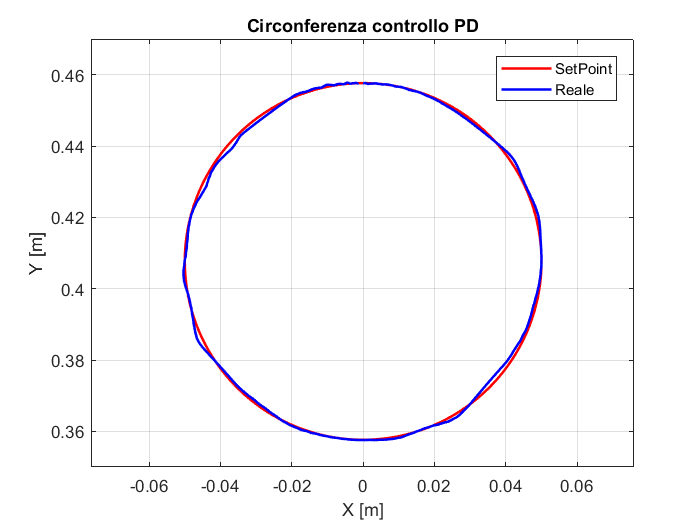 Circonferenza controllo PD
SetPoint
Reale
0.46
0.44
0.42
0.4
0.38
0.36
Y [m]
-0.06 -0.04 -0.02 0 0.02 0.04 0.06
X [m]